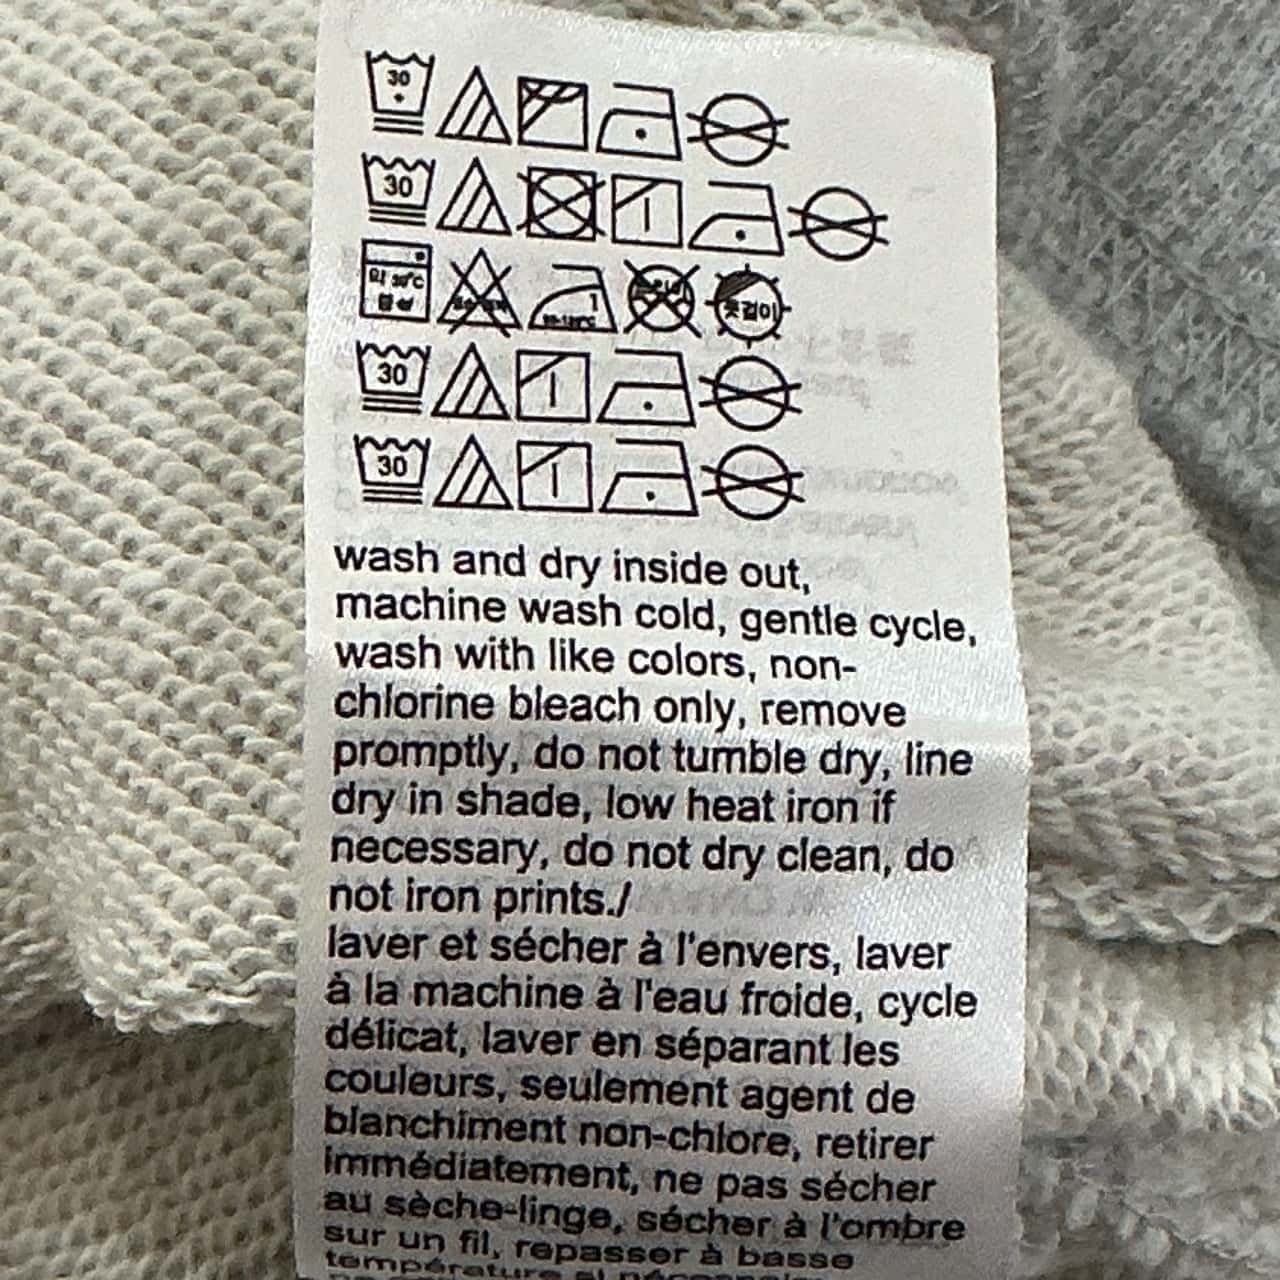 30
30
30
30
wash and dry inside out,
machine wash cold, gentle cycle,
wash with like colors, non-
chlorine bleach only, remove
promptly, do not tumble dry, line
dry in shade, low heat iron if
necessary, do not dry clean, do
not iron prints./
laver et sécher à l'envers, laver
à la machine à l'eau froide, cycle
délicat, laver en séparant les
couleurs, seulement agent de
blanchiment non-chlore, retirer
immédiatement, ne pas sécher
au sèche-linge, sécher à l'ombre
sur un fil, repasser à basse
température si